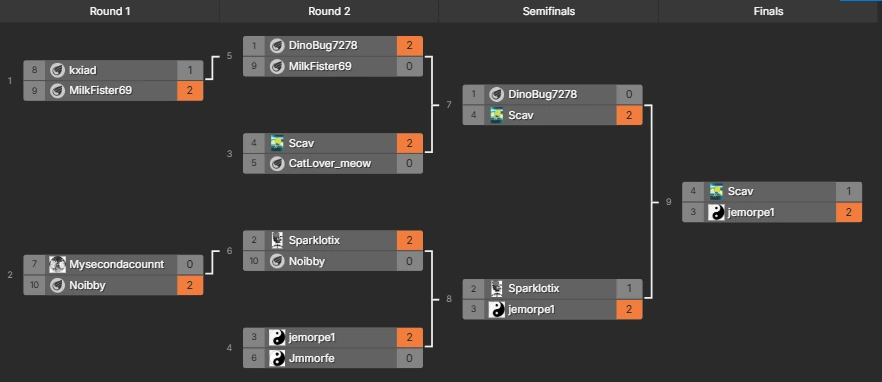 Round 1
Round 2
Semifinals
Finals
1
8 kxiad 1
9 MilkFister69 2
2
7 Mysecondacounnt 0
10 Noibby 2
5
1 DinoBug7278 2
9 MilkFister69 0
3
4 Scav 2
5 CatLover_meow 0
6
2 Sparklotix 2
10 Noibby 0
4
3 jemorpe1 2
6 Jmmorfe 0
7
1 DinoBug7278 0
4 Scav 2
8
2 Sparklotix 1
3 jemorpe1 2
9
4 Scav 1
3 jemorpe1 2